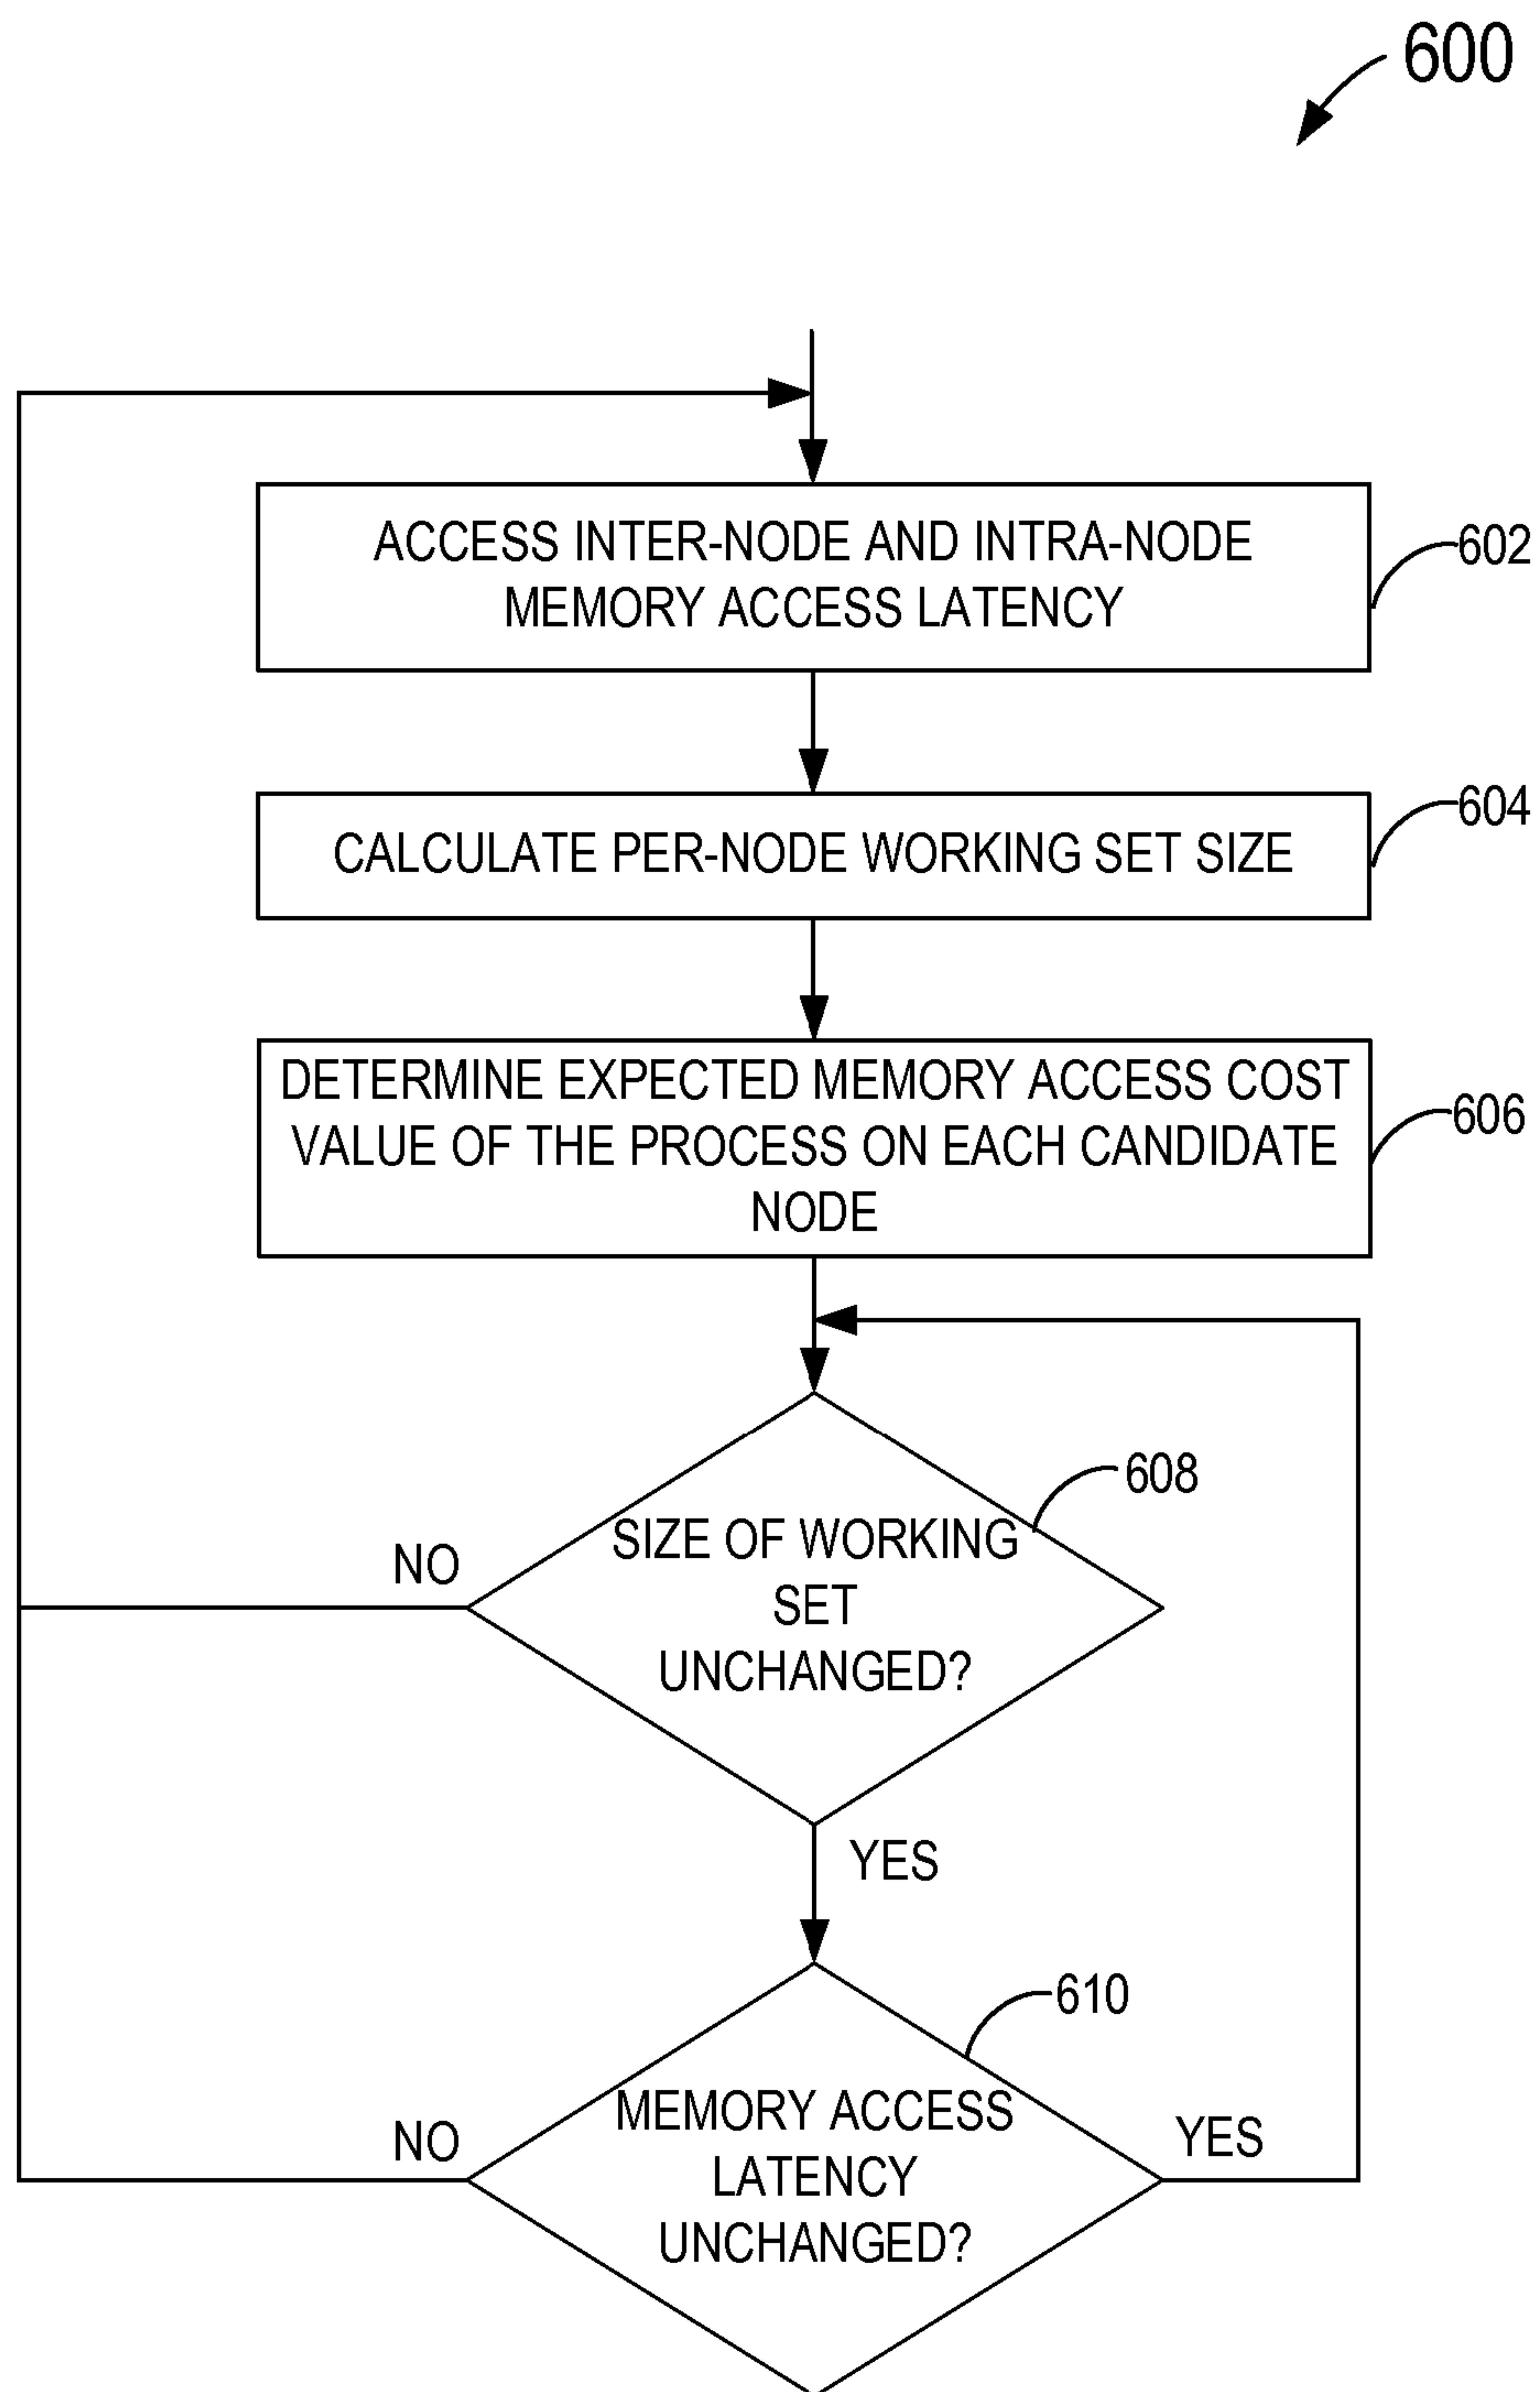 600
ACCESS INTER-NODE AND INTRA-NODE
MEMORY ACCESS LATENCY
602
CALCULATE PER-NODE WORKING SET SIZE
604
DETERMINE EXPECTED MEMORY ACCESS COST
VALUE OF THE PROCESS ON EACH CANDIDATE
NODE
606
608
SIZE OF WORKING
SET
UNCHANGED?
NO
YES
610
MEMORY ACCESS
LATENCY
UNCHANGED?
NO
YES